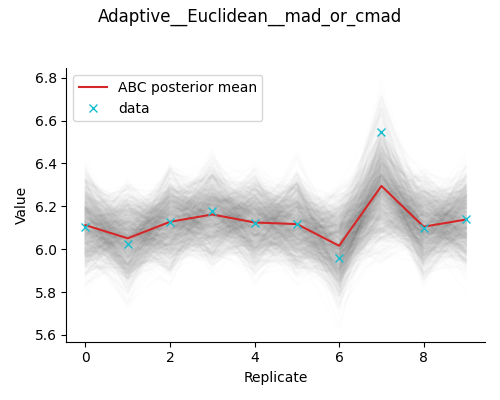 Adaptive__Euclidean__mad_or_cmad
ABC posterior mean
data
6.8
6.6
6.4
6.2
6.0
5.8
5.6
Value
0 2 4 6 8
Replicate